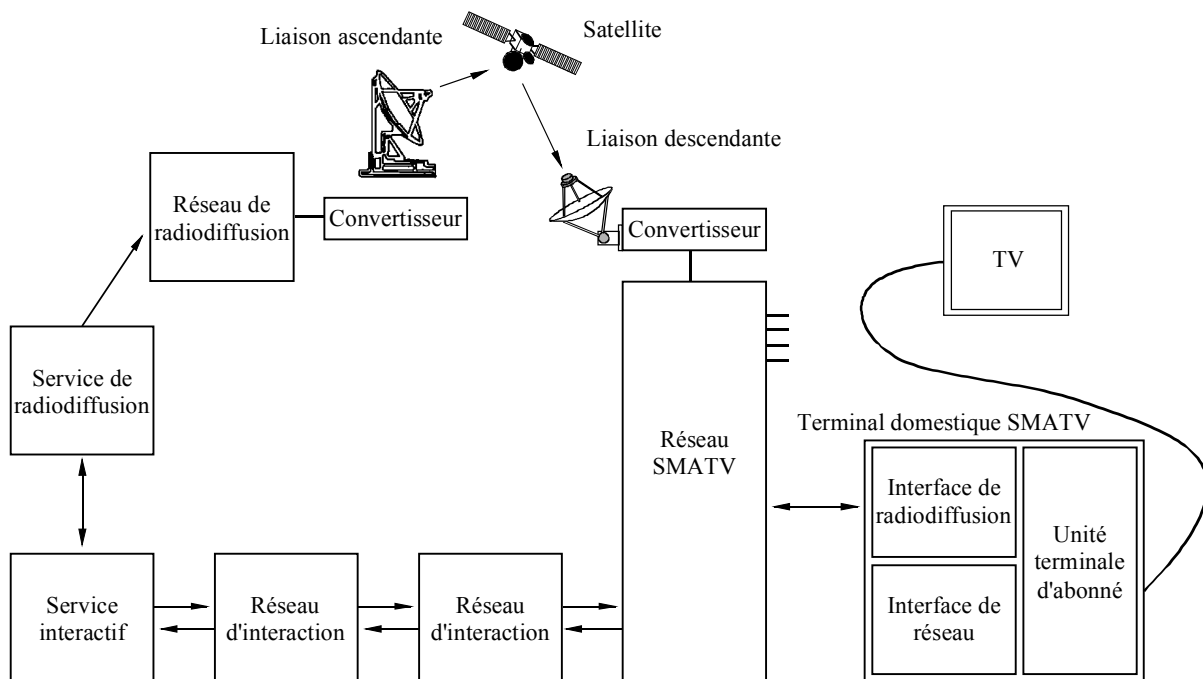 Liaison ascendante
Satellite
Liaison descendante
Réseau de
radiodiffusion
Convertisseur
Convertisseur
TV
Service de
radiodiffusion
Réseau
SMATV
Terminal domestique SMATV
Interface de
radiodiffusion
Unité
terminale
d'abonné
Interface de
réseau
Service
interactif
Réseau
d'interaction
Réseau
d'interaction